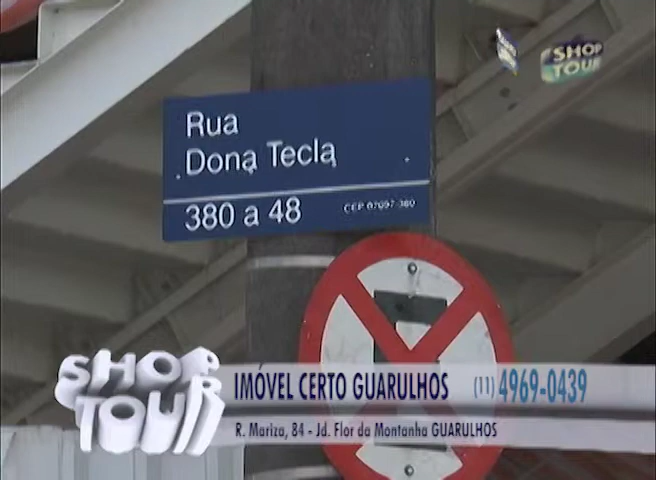 SHOP
TOUR
Rua
Dona Tecla
380 a 48
CEP 07097-380
E
SHOP
TOUR
IMÓVEL CERTO GUARULHOS (11) 4969-0439
R. Mariza, 84 - Jd. Flor da Montanha GUARULHOS